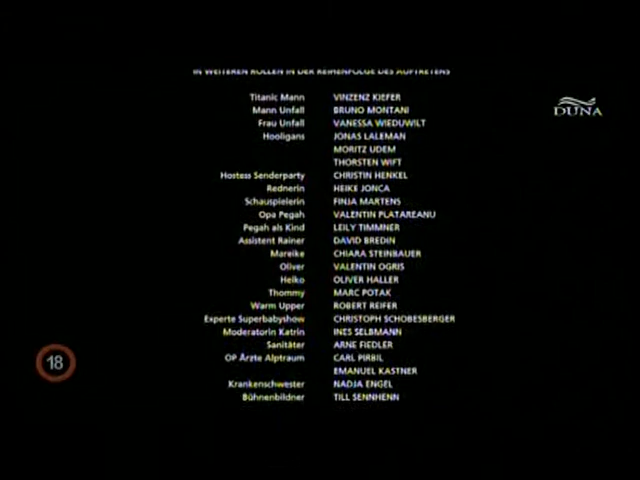 IN WEITEREN ROLLEN IN DER REIHENFOLGE DES AUFTRETENS
Titanic Mann VINZENZ KIEFER
Mann Unfall BRUNO MONTANI
DUNA
Frau Unfall VANESSA WIEDUWILT
Hooligans JONAS LALEMAN
MORITZ UDEM
THORSTEN WIFT
Hostess Senderparty CHRISTIN HENKEL
Rednerin HEIKE JONCA
Schauspielerin FINJA MARTENS
Opa Pegah VALENTIN PLATAREANU
Pegah als Kind LEILY TIMMNER
Assistent Rainer DAVID BREDIN
Mareike CHIARA STEINBAUER
Oliver VALENTIN OGRIS
Heiko OLIVER HALLER
Thommy MARC POTAK
Warm Upper ROBERT REIFER
Experte Superbabyshow CHRISTOPH SCHOBESBERGER
Moderatorin Katrin INES SELBMANN
Sanitäter ARNE FIEDLER
OP Ärzte Alptraum CARL PIRBIL
18
EMANUEL KASTNER
Krankenschwester NADJA ENGEL
Bühnenbildner TILL SENNHENN